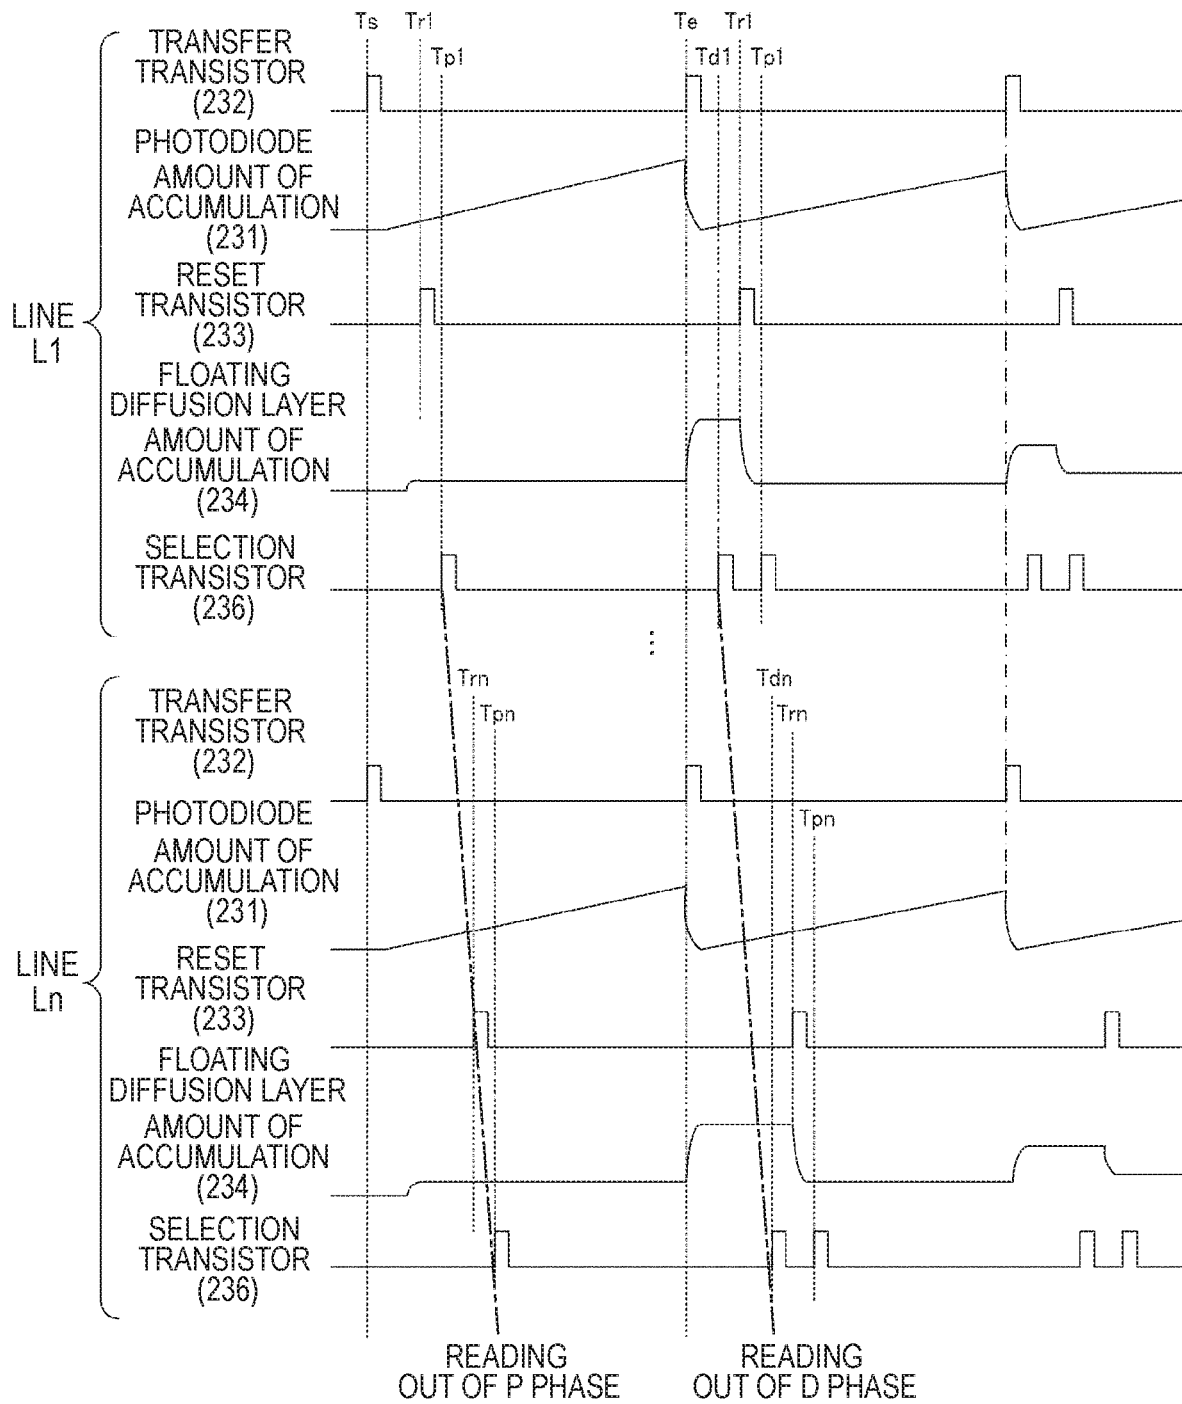 Ts Tr1 Te Tr1
Tp1 Td1 Tp1
TRANSFER
TRANSISTOR
(232)
PHOTODIODE
AMOUNT OF
ACCUMULATION
(231)
RESET
TRANSISTOR
(233)
LINE
L1
FLOATING
DIFFUSION LAYER
AMOUNT OF
ACCUMULATION
(234)
SELECTION
TRANSISTOR
(236)
⋮
Trn Tdn
Tpn Trn
TRANSFER
TRANSISTOR
(232)
PHOTODIODE
Tpn
AMOUNT OF
ACCUMULATION
(231)
RESET
TRANSISTOR
(233)
LINE
Ln
FLOATING
DIFFUSION LAYER
AMOUNT OF
ACCUMULATION
(234)
SELECTION
TRANSISTOR
(236)
READING
OUT OF P PHASE
READING
OUT OF D PHASE